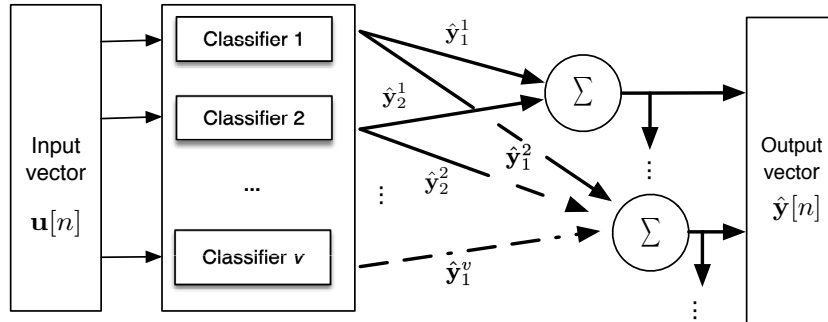 Input
vector
u[n]
Classifier 1
Classifier 2
...
Classifier v
ŷ₁¹
ŷ₂¹
ŷ₁²
ŷ₂²
⋮
ŷ₁ᵛ
Σ
⋮
Σ
⋮
Output
vector
ŷ[n]